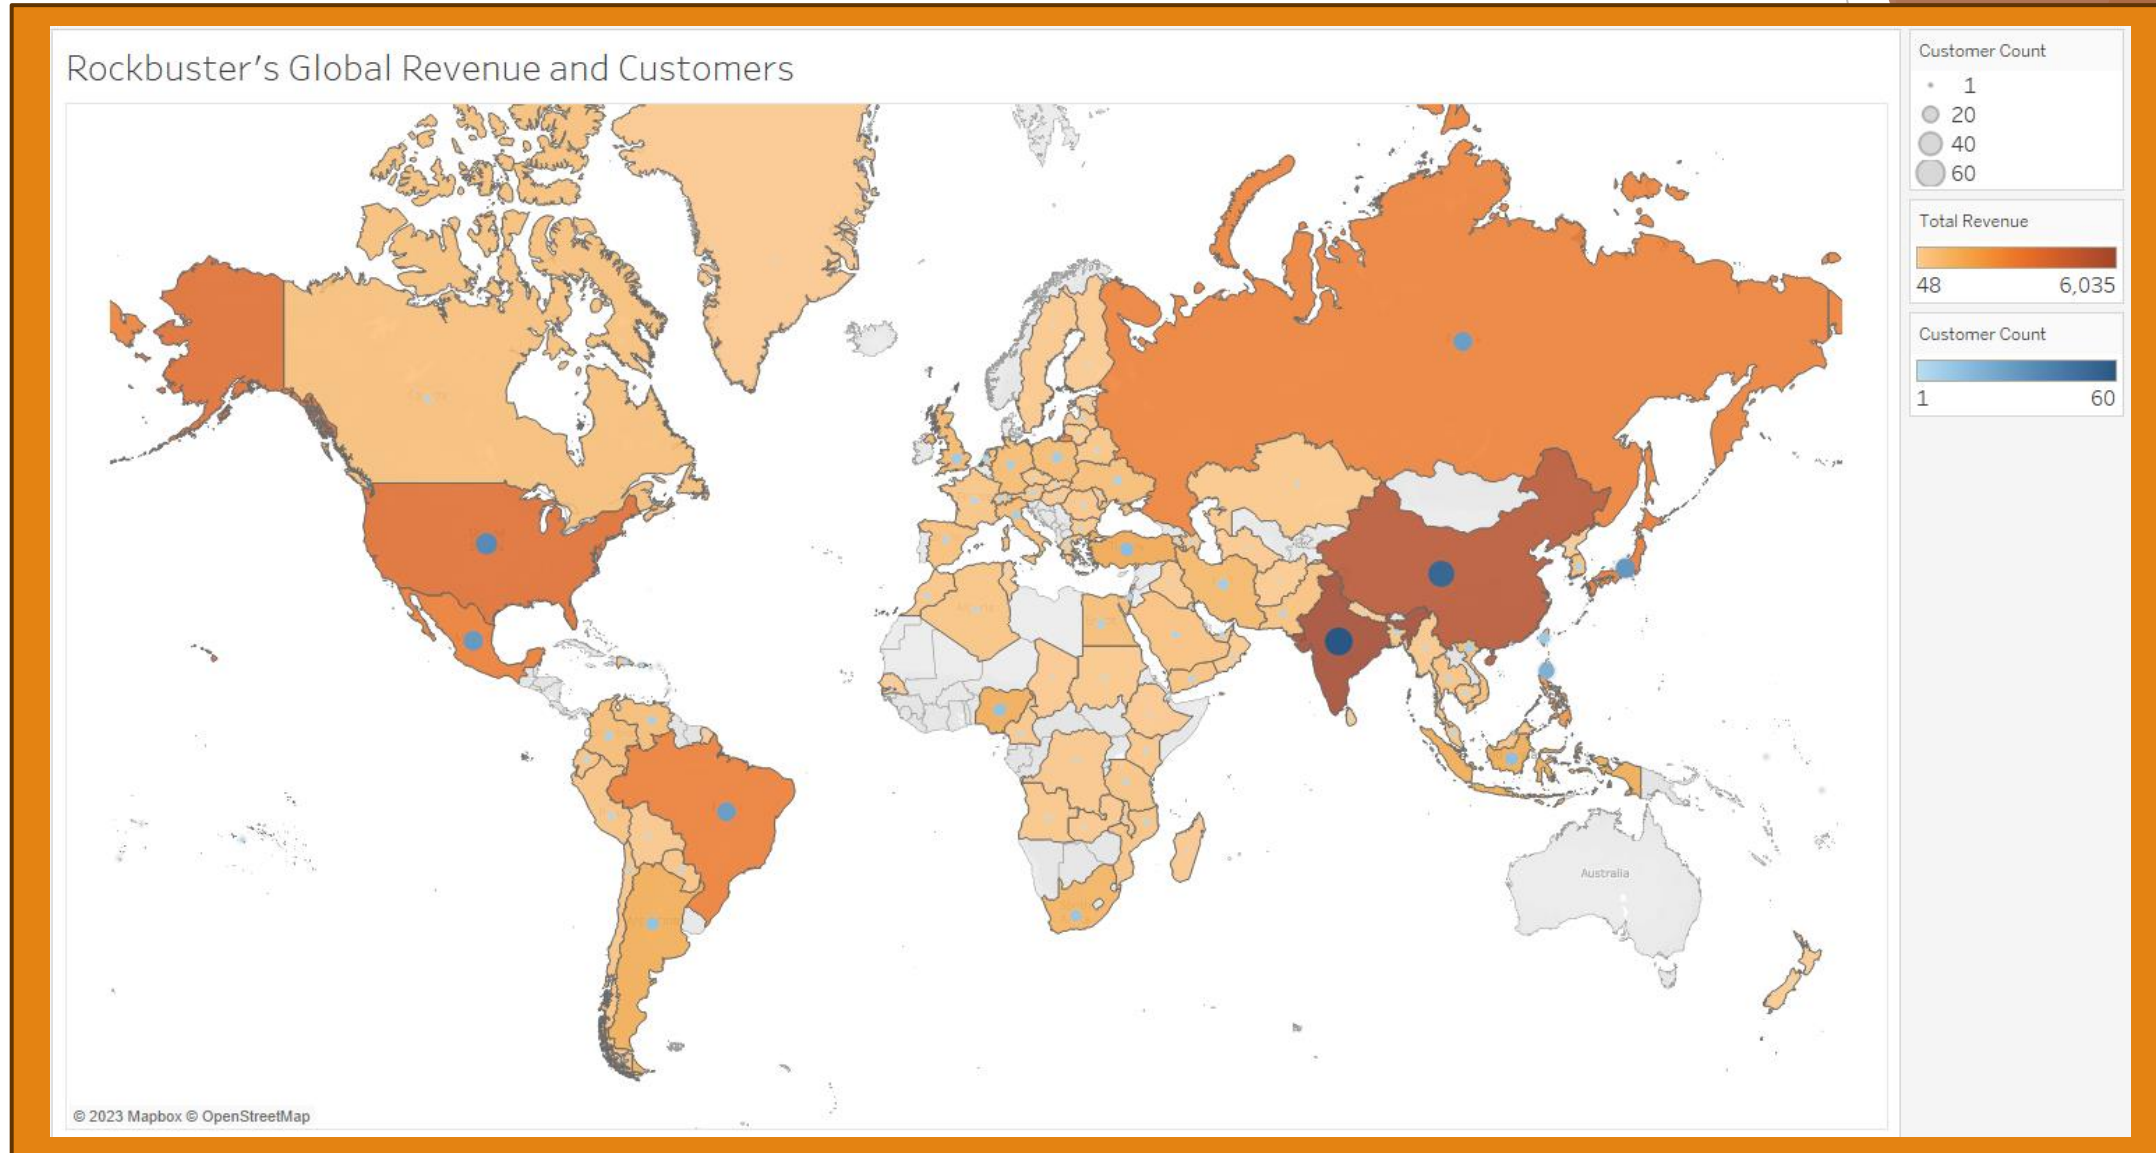 Rockbuster's Global Revenue and Customers
Customer Count
1
20
40
60
Total Revenue
48 6,035
Customer Count
1 60
Australia
© 2023 Mapbox © OpenStreetMap